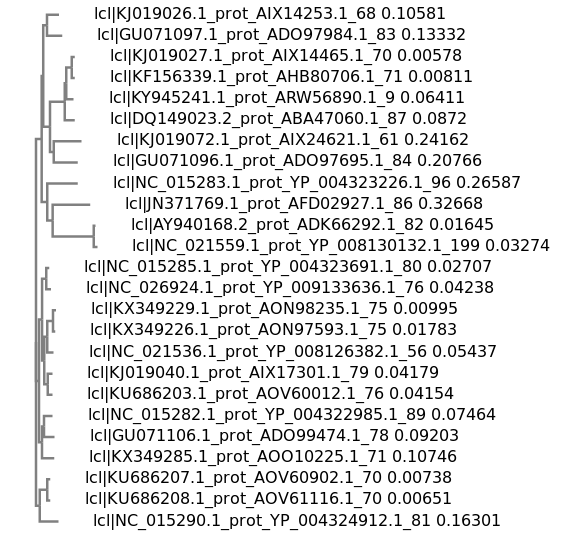 lcl|KJ019026.1_prot_AIX14253.1_68 0.10581
lcl|GU071097.1_prot_ADO97984.1_83 0.13332
lcl|KJ019027.1_prot_AIX14465.1_70 0.00578
lcl|KF156339.1_prot_AHB80706.1_71 0.00811
lcl|KY945241.1_prot_ARW56890.1_9 0.06411
lcl|DQ149023.2_prot_ABA47060.1_87 0.0872
lcl|KJ019072.1_prot_AIX24621.1_61 0.24162
lcl|GU071096.1_prot_ADO97695.1_84 0.20766
lcl|NC_015283.1_prot_YP_004323226.1_96 0.26587
lcl|JN371769.1_prot_AFD02927.1_86 0.32668
lcl|AY940168.2_prot_ADK66292.1_82 0.01645
lcl|NC_021559.1_prot_YP_008130132.1_199 0.03274
lcl|NC_015285.1_prot_YP_004323691.1_80 0.02707
lcl|NC_026924.1_prot_YP_009133636.1_76 0.04238
lcl|KX349229.1_prot_AON98235.1_75 0.00995
lcl|KX349226.1_prot_AON97593.1_75 0.01783
lcl|NC_021536.1_prot_YP_008126382.1_56 0.05437
lcl|KJ019040.1_prot_AIX17301.1_79 0.04179
lcl|KU686203.1_prot_AOV60012.1_76 0.04154
lcl|NC_015282.1_prot_YP_004322985.1_89 0.07464
lcl|GU071106.1_prot_ADO99474.1_78 0.09203
lcl|KX349285.1_prot_AOO10225.1_71 0.10746
lcl|KU686207.1_prot_AOV60902.1_70 0.00738
lcl|KU686208.1_prot_AOV61116.1_70 0.00651
lcl|NC_015290.1_prot_YP_004324912.1_81 0.16301